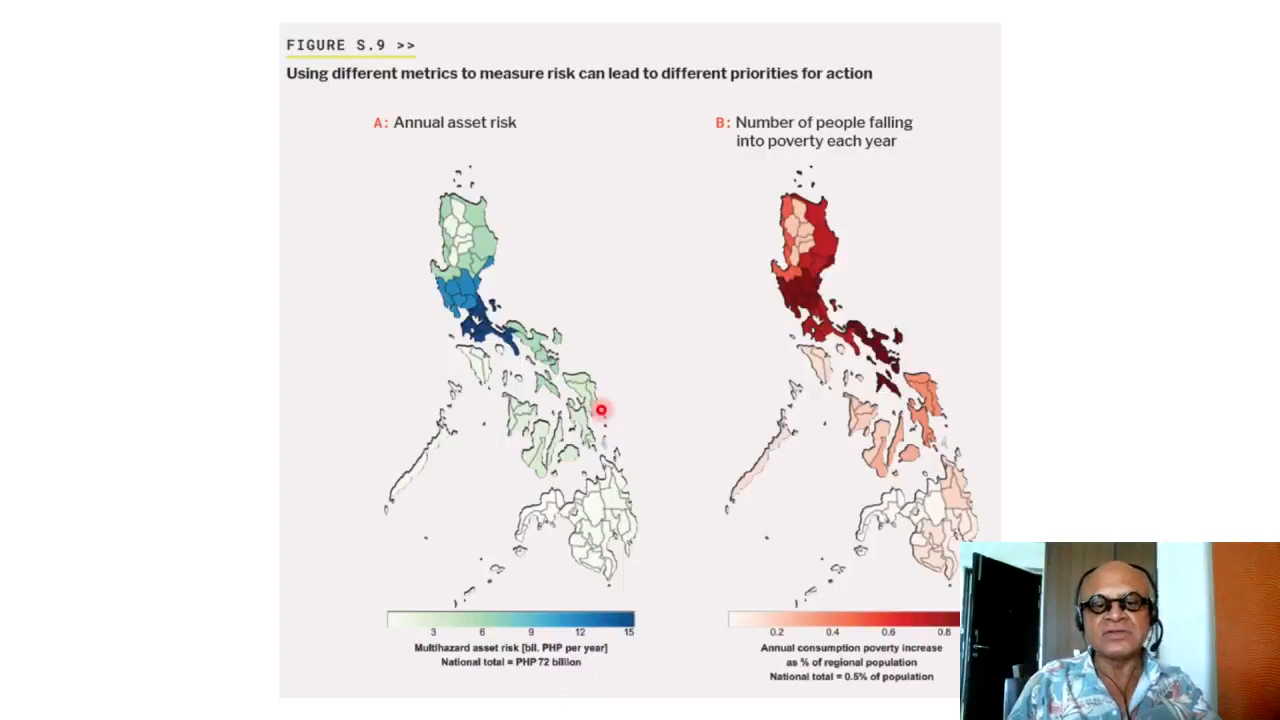 FIGURE S.9 >>
Using different metrics to measure risk can lead to different priorities for action
A: Annual asset risk
B: Number of people falling
into poverty each year
3 6 9 12 15
Multihazard asset risk [bil. PHP per year]
National total = PHP 72 billion
0.2 0.4 0.6 0.8
Annual consumption poverty increase
as % of regional population
National total = 0.5% of population